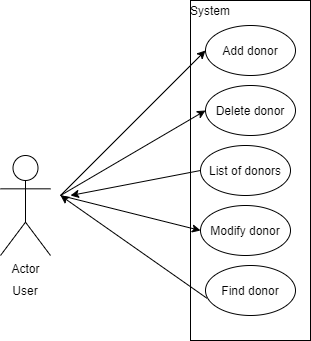 System
Add donor
Delete donor
List of donors
Modify donor
Find donor
Actor
User